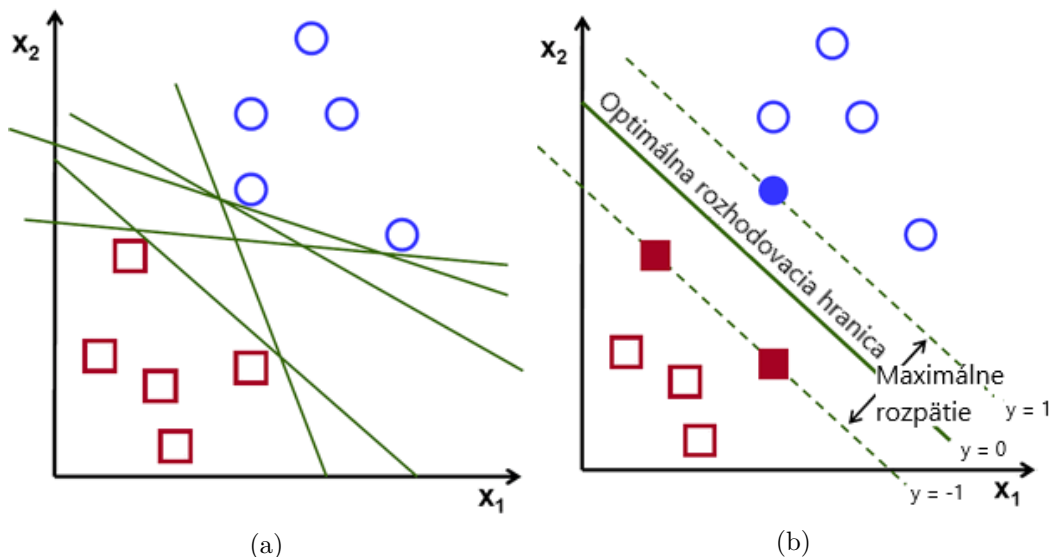 x2
x1
(a)
x2
Optimálna rozhodovacia hranica
Maximálne
rozpätie
y = 1
y = 0
y = -1
x1
(b)